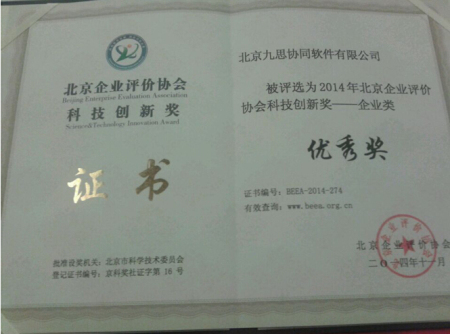 北京企业评价协会
Beijing Enterprise Evaluation Association
科技创新奖
Science&Technology Innovation Award
证书
批准设奖机关：北京市科学技术委员会
登记证书编号：京科奖社证字第18号
北京九思协同软件有限公司
被评选为2014年北京企业评价
协会科技创新奖——企业类
优秀奖
证书编号：BEEA-2014-274
有效查询：www.beea.org.cn
北京企业评价协会
二〇一四年十一月